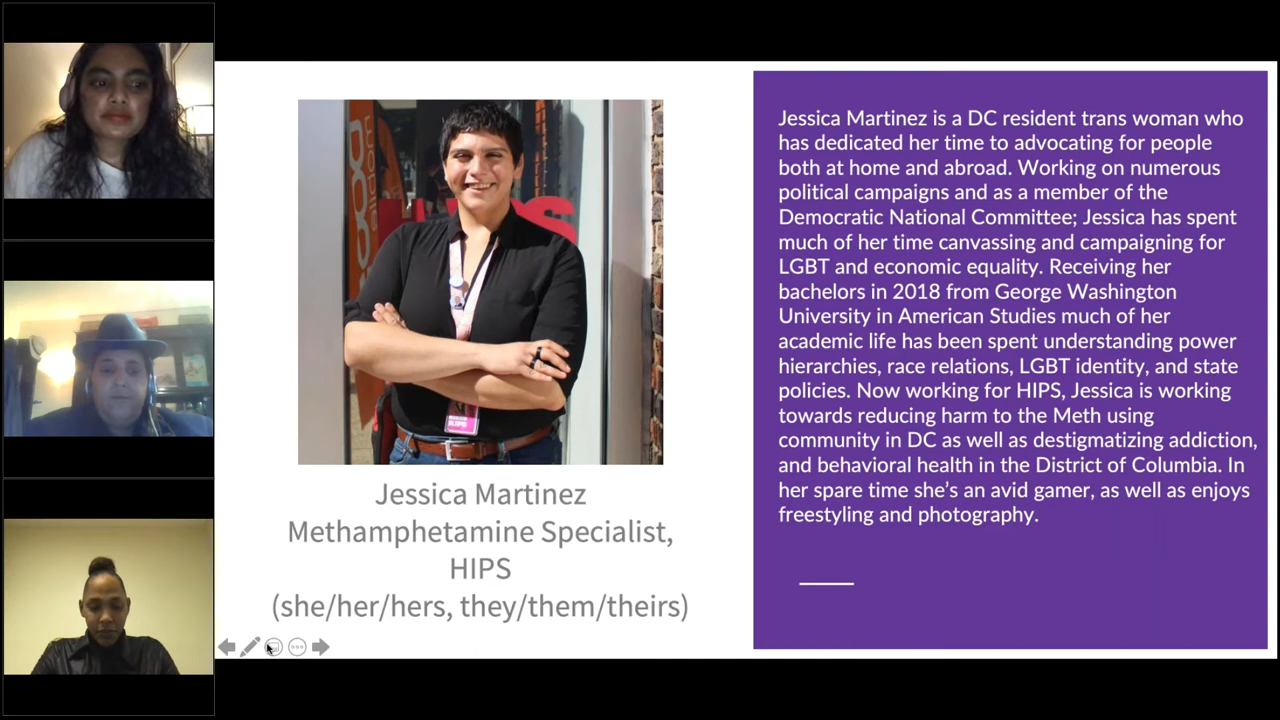 Jessica Martinez
Methamphetamine Specialist,
HIPS
(she/her/hers, they/them/theirs)
Jessica Martinez is a DC resident trans woman who
has dedicated her time to advocating for people
both at home and abroad. Working on numerous
political campaigns and as a member of the
Democratic National Committee; Jessica has spent
much of her time canvassing and campaigning for
LGBT and economic equality. Receiving her
bachelors in 2018 from George Washington
University in American Studies much of her
academic life has been spent understanding power
hierarchies, race relations, LGBT identity, and state
policies. Now working for HIPS, Jessica is working
towards reducing harm to the Meth using
community in DC as well as destigmatizing addiction,
and behavioral health in the District of Columbia. In
her spare time she’s an avid gamer, as well as enjoys
freestyling and photography.